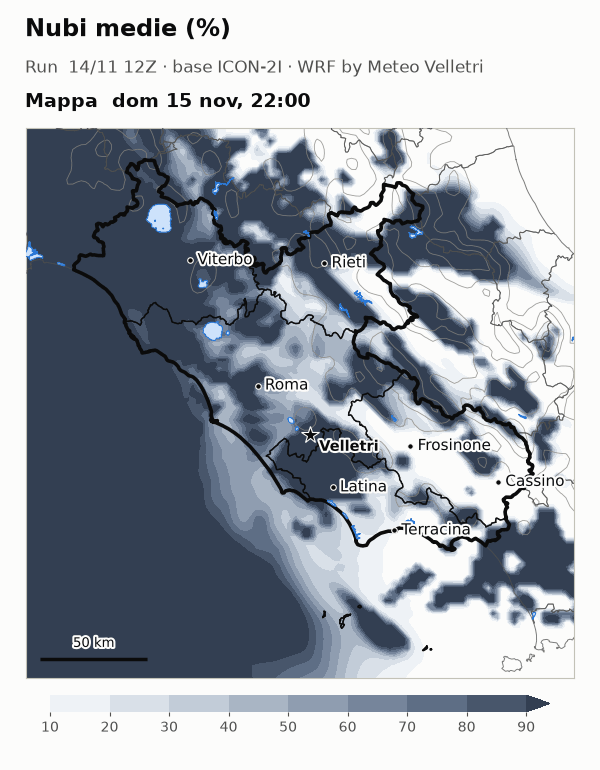 Nubi medie (%)
Run  14/11 12Z · base ICON-2I · WRF by Meteo Velletri
Mappa  dom 15 nov, 22:00
Viterbo
Rieti
Roma
Velletri
Frosinone
Latina
Cassino
Terracina
50 km
10 20 30 40 50 60 70 80 90